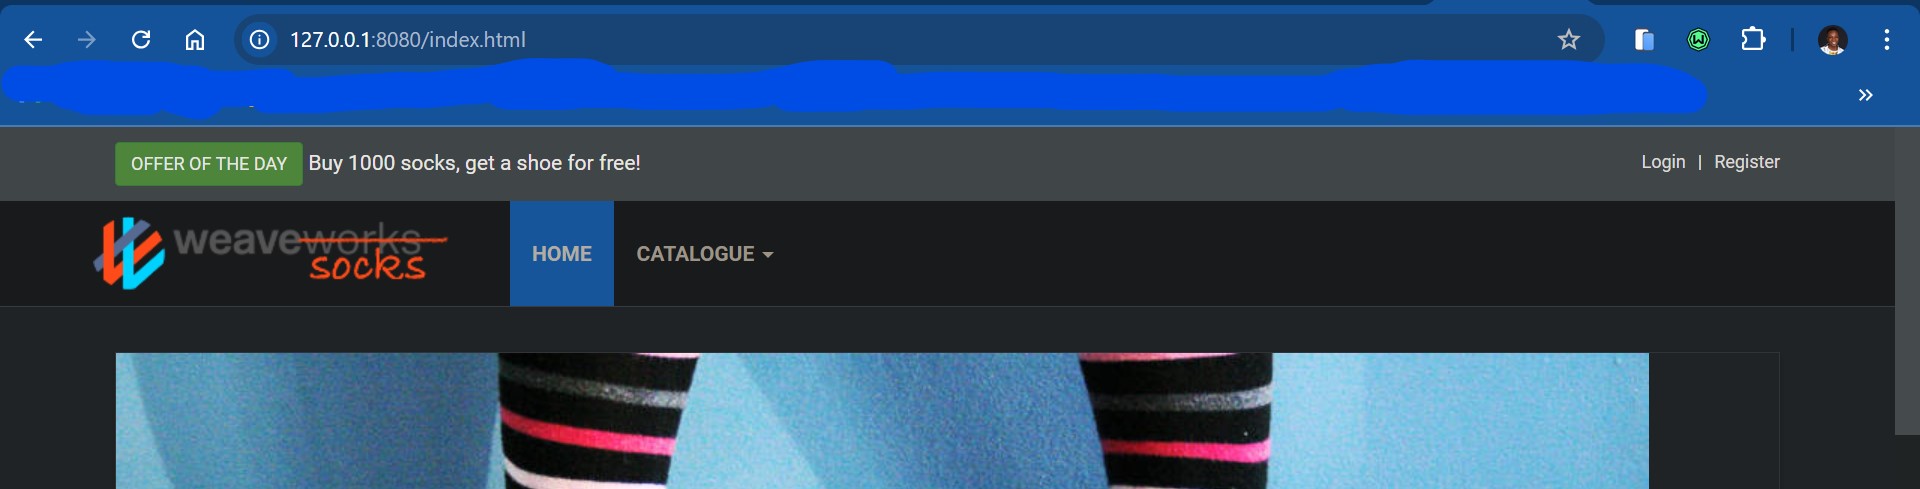 127.0.0.1:8080/index.html
OFFER OF THE DAY Buy 1000 socks, get a shoe for free!
Login | Register
weaveworks
socks
HOME CATALOGUE